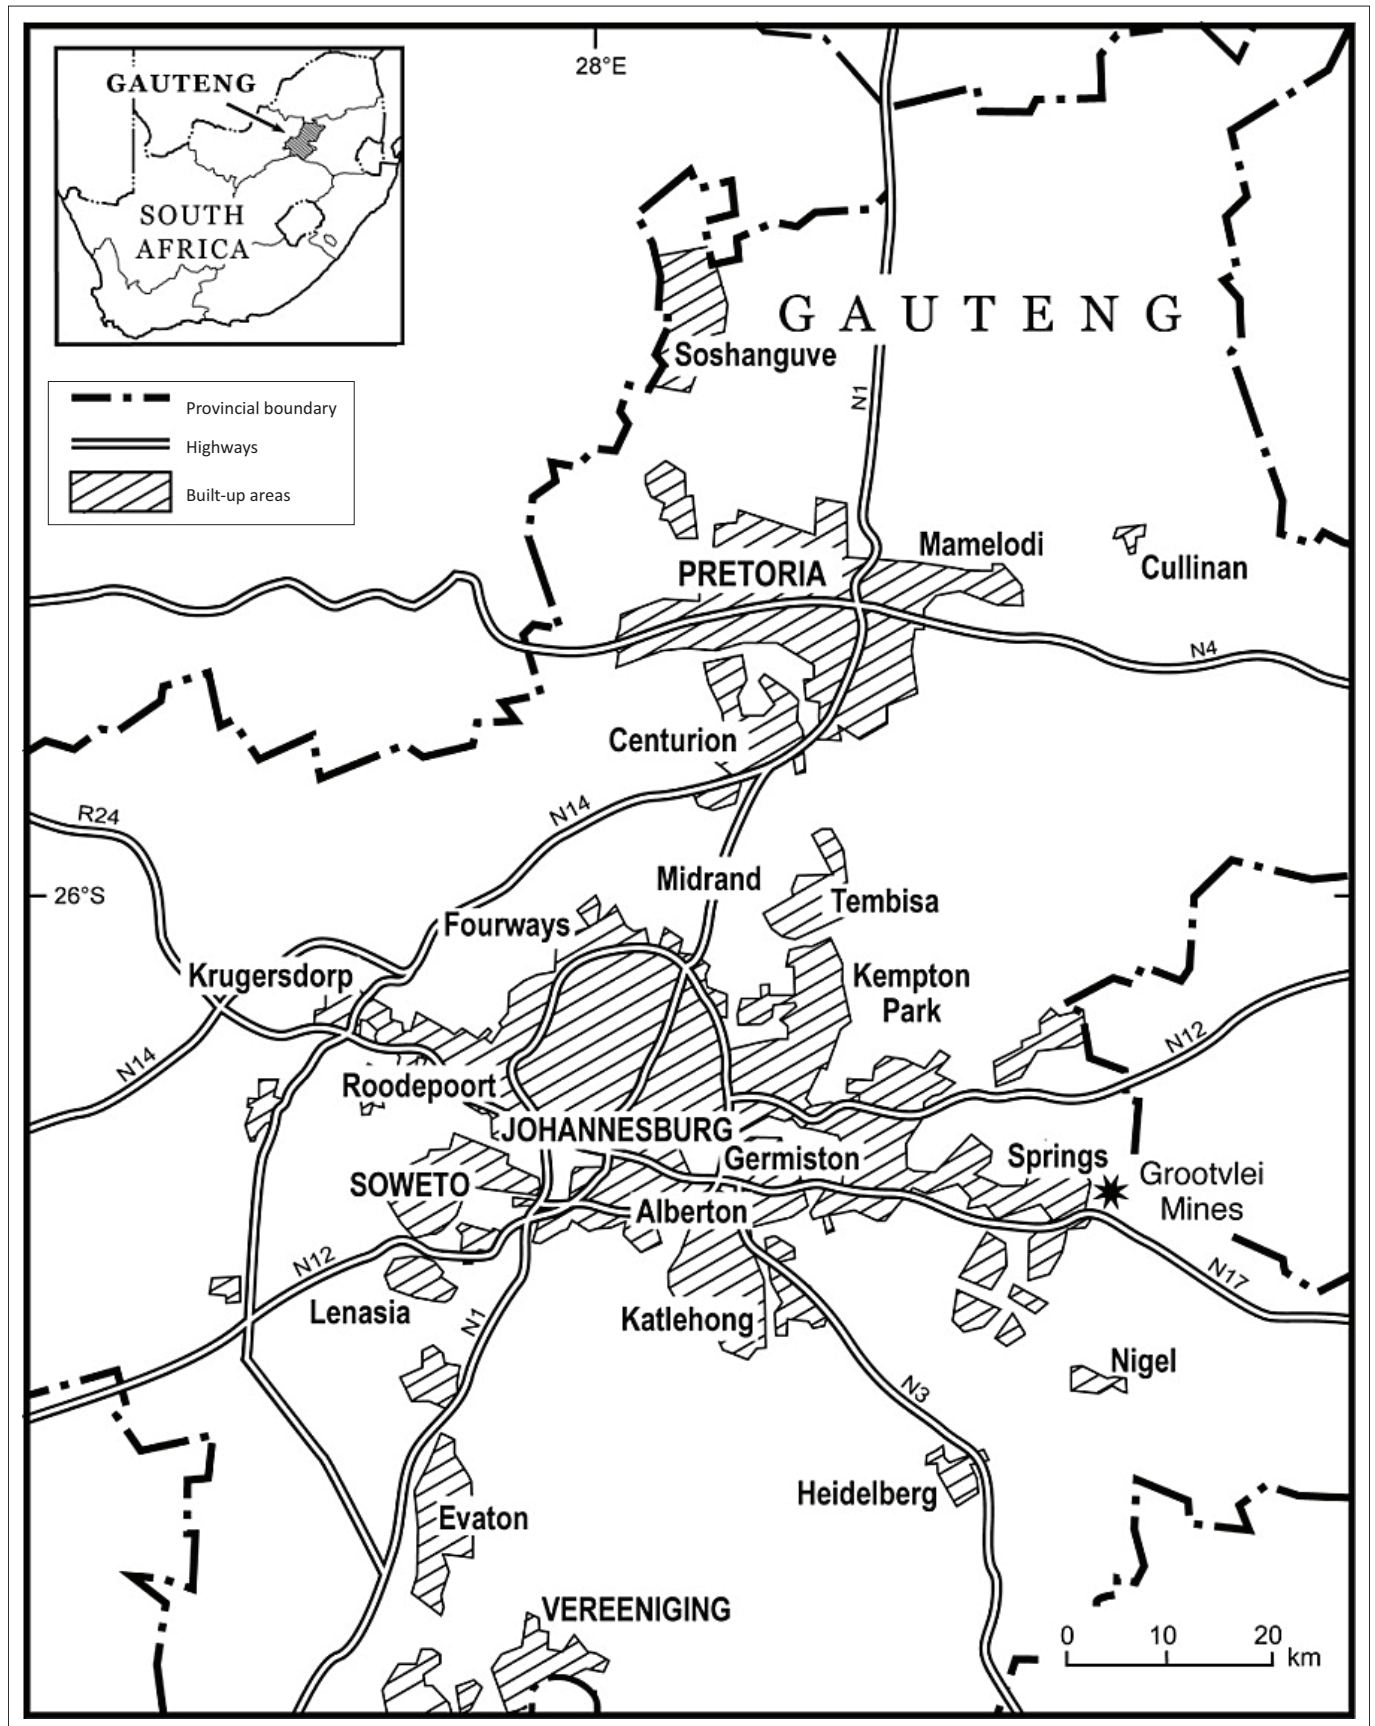 28°E
GAUTENG
SOUTH
AFRICA
GAUTENG
Soshanguve
Provincial boundary
Highways
Built-up areas
N1
Mamelodi
PRETORIA
Cullinan
N4
Centurion
N14
R24
Midrand
26°S
Tembisa
Fourways
Krugersdorp
Kempton
Park
N12
N14
Roodepoort
JOHANNESBURG
Germiston
Springs
Grootvlei
Mines
SOWETO
Alberton
N12
N17
Lenasia
N1
Katlehong
Nigel
N3
Heidelberg
Evaton
VEREENIGING
0 10 20
km